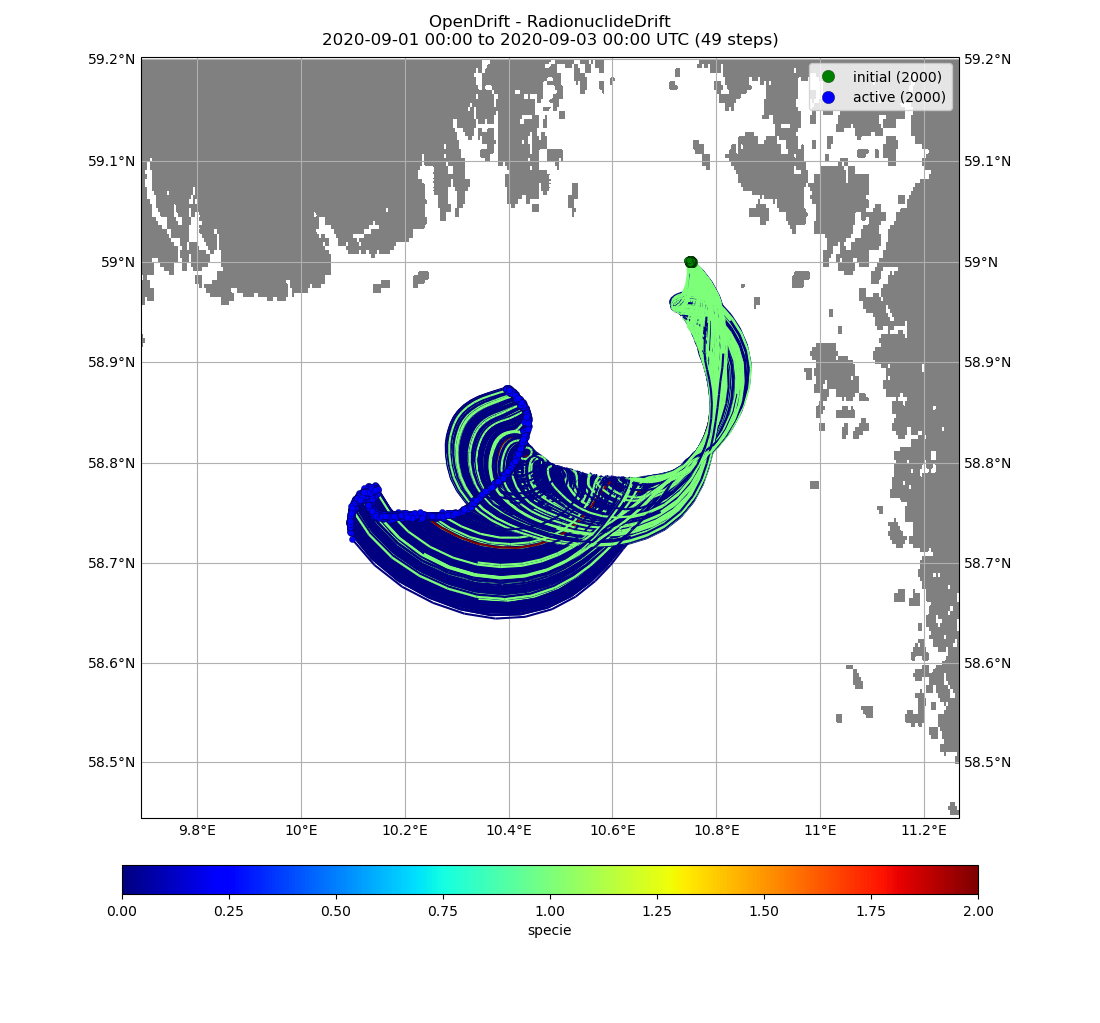 OpenDrift - RadionuclideDrift
2020-09-01 00:00 to 2020-09-03 00:00 UTC (49 steps)
59.2°N
59.2°N
initial (2000)
active (2000)
59.1°N
59.1°N
59°N
59°N
58.9°N
58.9°N
58.8°N
58.8°N
58.7°N
58.7°N
58.6°N
58.6°N
58.5°N
58.5°N
9.8°E
10°E
10.2°E
10.4°E
10.6°E
10.8°E
11°E
11.2°E
0.00
0.25
0.50
0.75
1.00
1.25
1.50
1.75
2.00
specie